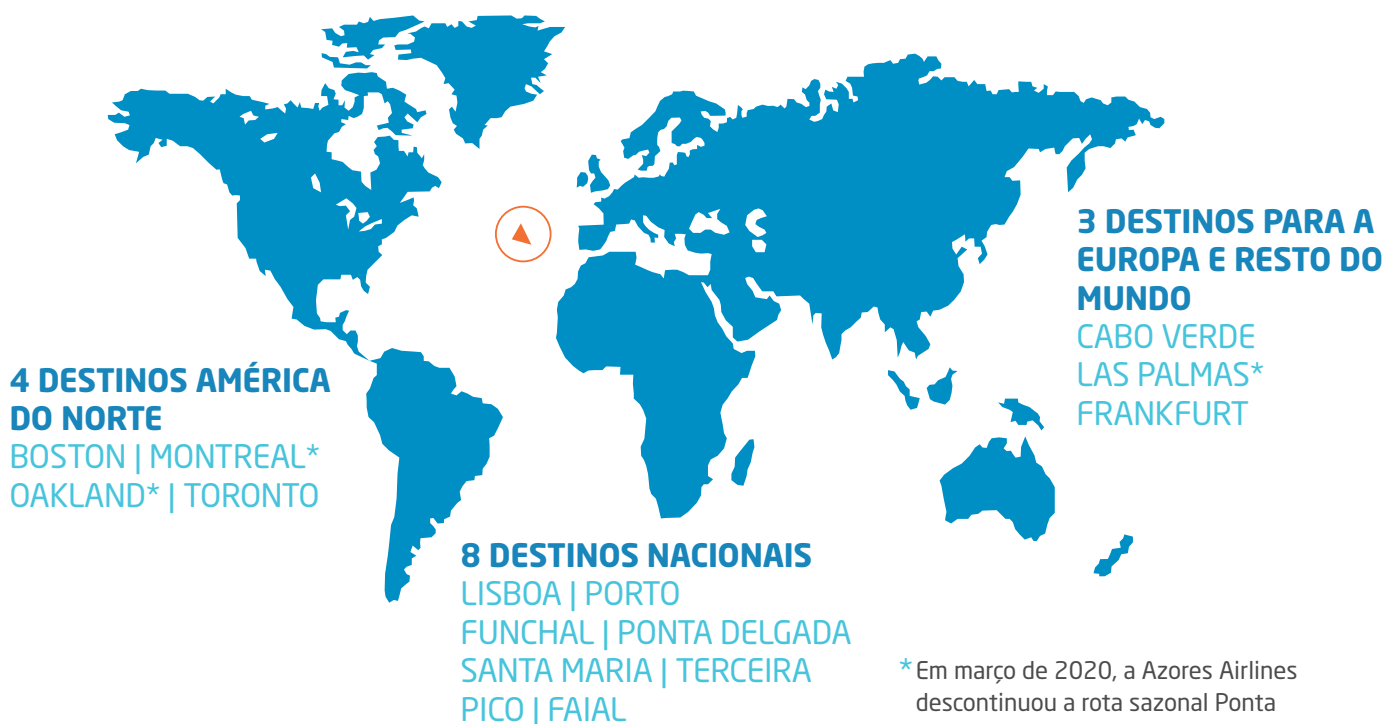 4 DESTINOS AMÉRICA
DO NORTE
BOSTON | MONTREAL*
OAKLAND* | TORONTO
8 DESTINOS NACIONAIS
LISBOA | PORTO
FUNCHAL | PONTA DELGADA
SANTA MARIA | TERCEIRA
PICO | FAIAL
3 DESTINOS PARA A
EUROPA E RESTO DO
MUNDO
CABO VERDE
LAS PALMAS*
FRANKFURT
* Em março de 2020, a Azores Airlines
descontinuou a rota sazonal Ponta